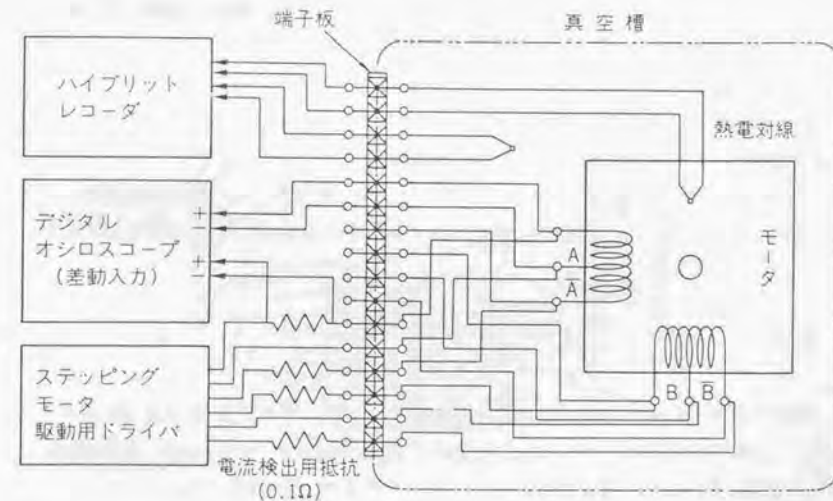 端子板
真空槽
ハイブリット
レコーダ
熱電対線
デジタル
オシロスコープ
(差動入力)
+
−
+
−
A
A̅
モータ
ステッピング
モータ
駆動用ドライバ
B
B̅
電流検出用抵抗
(0.1Ω)